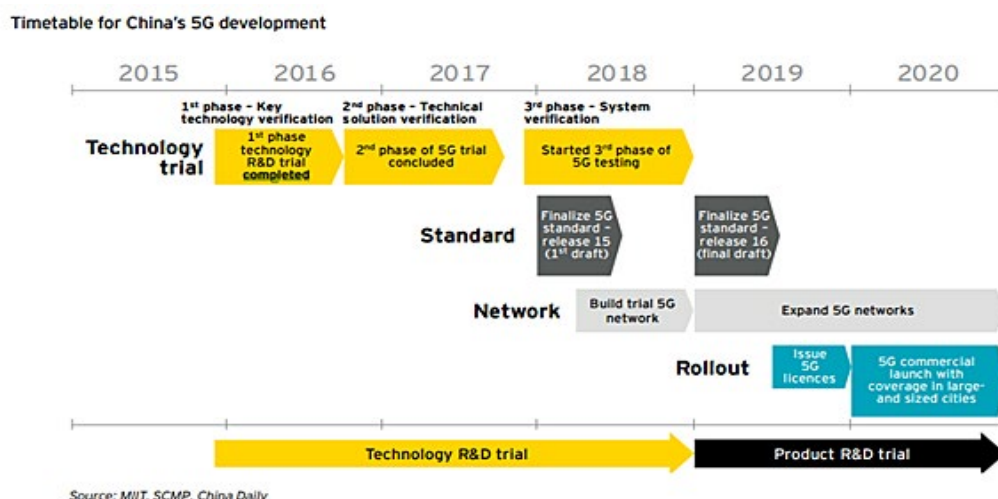 Timetable for China's 5G development
2015 2016 2017 2018 2019 2020
1st phase – Key
technology verification
2nd phase – Technical
solution verification
3rd phase – System
verification
Technology
trial
1st phase
technology
R&D trial
completed
2nd phase of 5G trial
concluded
Started 3rd phase of
5G testing
Standard
Finalize 5G
standard –
release 15
(1st draft)
Finalize 5G
standard –
release 16
(final draft)
Network
Build trial 5G
network
Expand 5G networks
Rollout
Issue
5G
licences
5G commercial
launch with
coverage in large-
and sized cities
Technology R&D trial
Product R&D trial
Source: MIIT, SCMP, China Daily